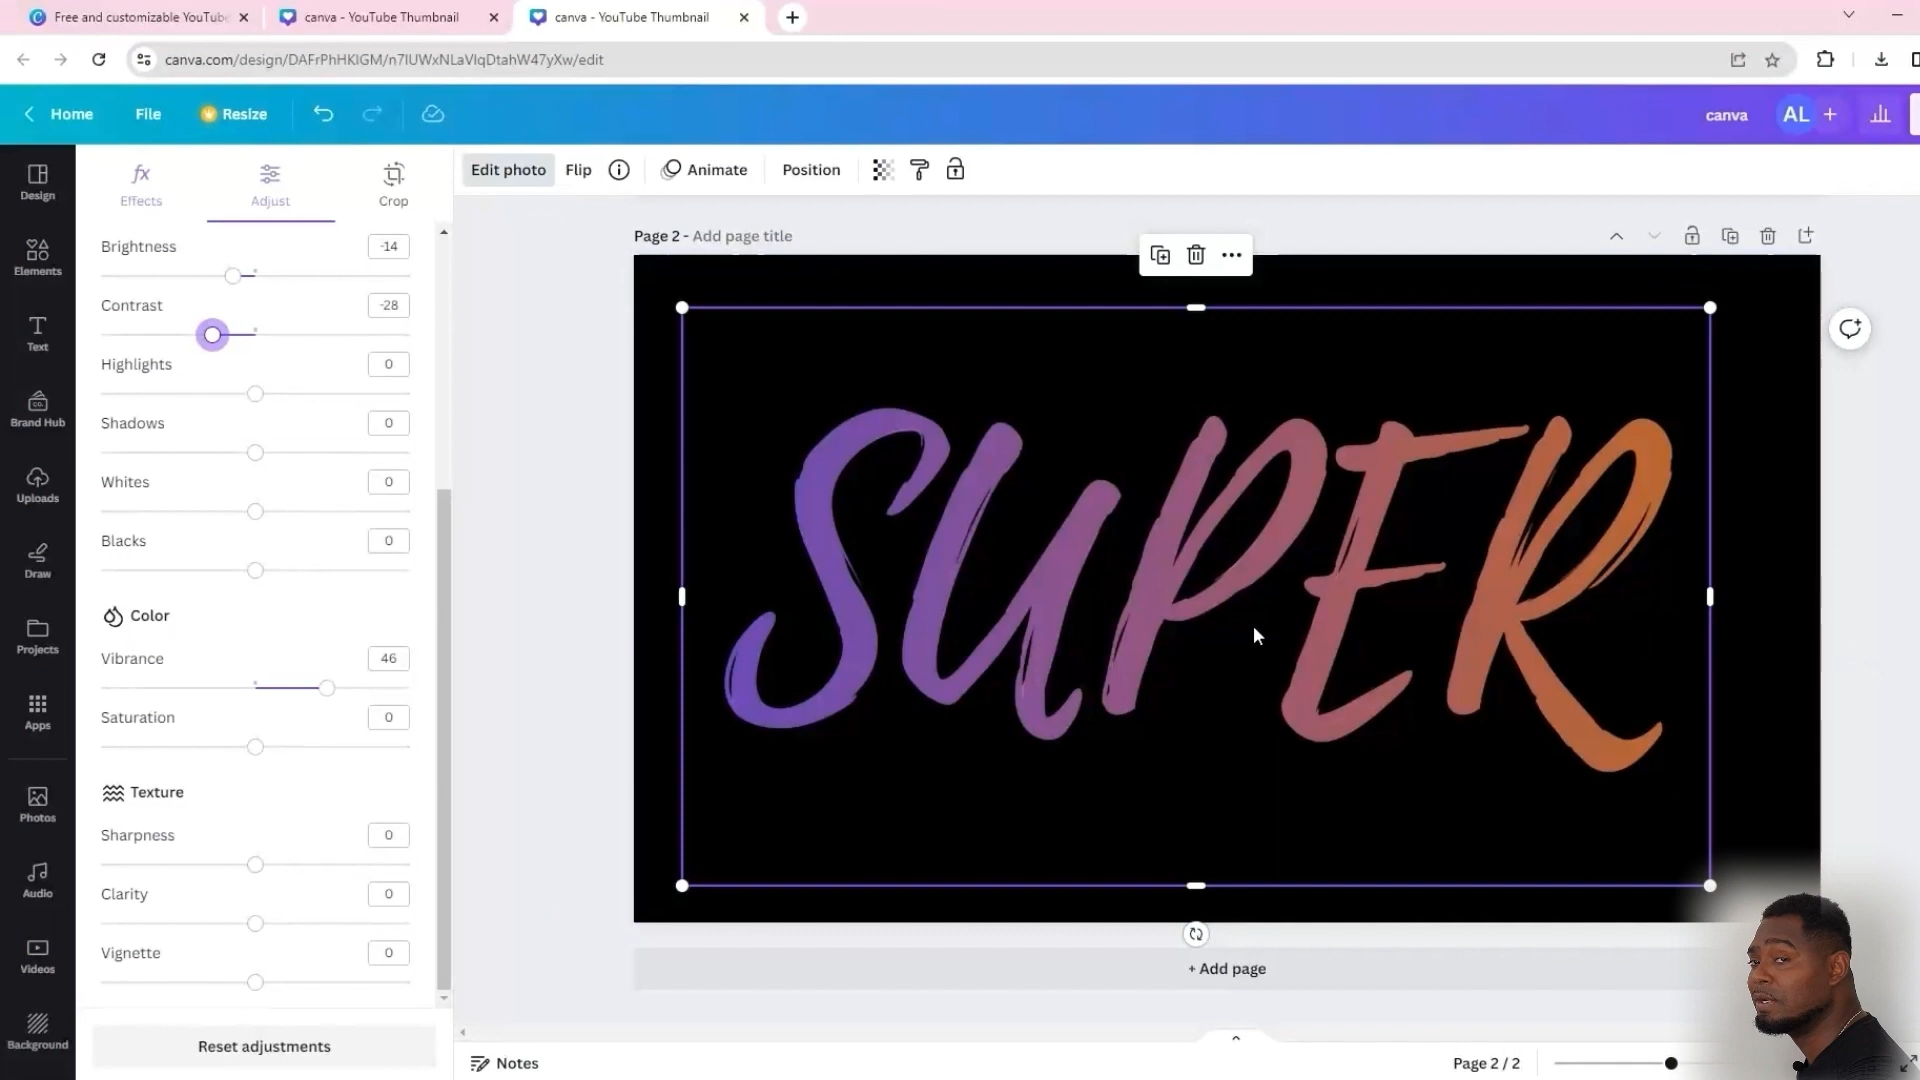 Free and customizable YouTube
canva - YouTube Thumbnail
canva - YouTube Thumbnail
canva.com/design/DAFrPhHKIGM/n7IUWxNLaVIqDtahW47yXw/edit
Home
File
Resize
canva
AL
Design
Elements
Text
Brand Hub
CO.
Uploads
Draw
Projects
Apps
Photos
Audio
Videos
Background
fx
Effects
Adjust
Crop
Brightness -14
Contrast -28
Highlights 0
Shadows 0
Whites 0
Blacks 0
Color
Vibrance 46
Saturation 0
Texture
Sharpness 0
Clarity 0
Vignette 0
Reset adjustments
Edit photo
Flip
Animate
Position
Page 2 - Add page title
SUPER
+ Add page
Notes
Page 2 / 2